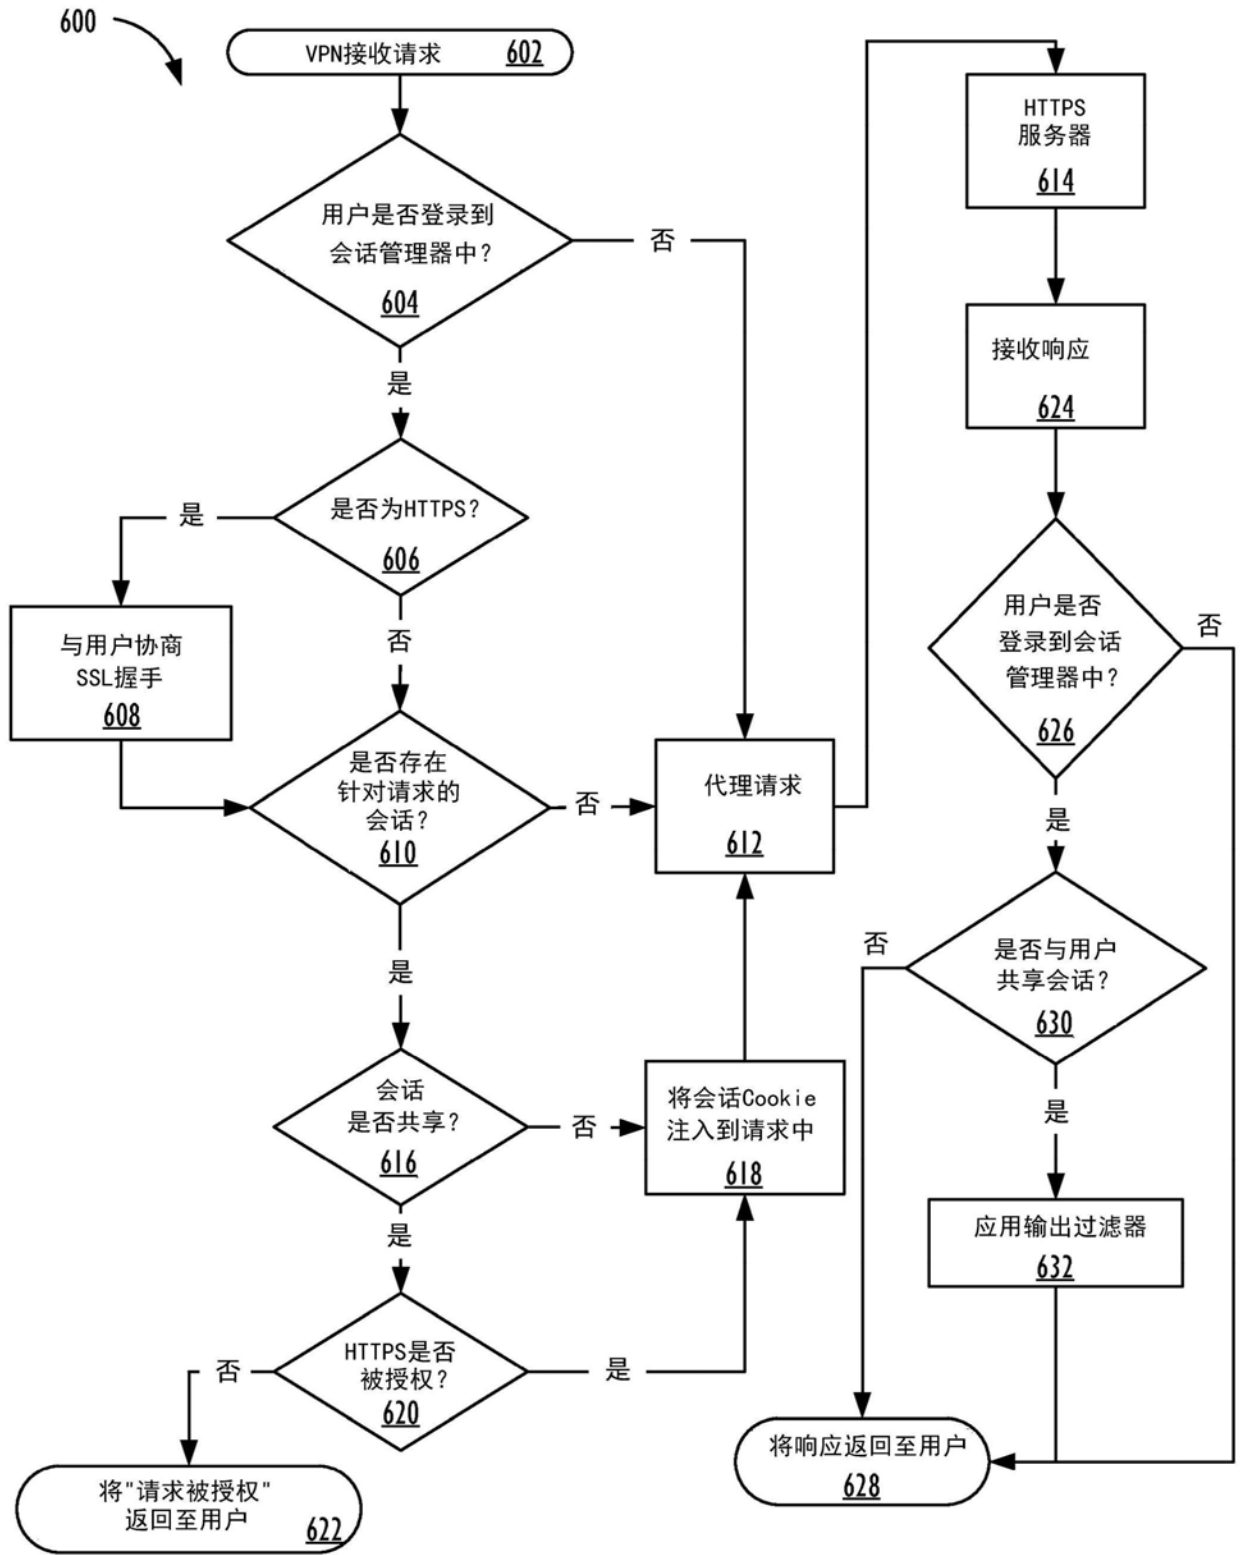 600
VPN接收请求 602
用户是否登录到
会话管理器中？
604
否
是
是否为HTTPS？
606
是
否
与用户协商
SSL握手
608
是否存在
针对请求的
会话？
610
否
是
代理请求
612
会话
是否共享？
616
否
是
将会话Cookie
注入到请求中
618
HTTPS是否
被授权？
620
否
是
将"请求被授权"
返回至用户
622
HTTPS
服务器
614
接收响应
624
用户是否
登录到会话
管理器中？
626
否
是
是否与用户
共享会话？
630
否
是
应用输出过滤器
632
将响应返回至用户
628